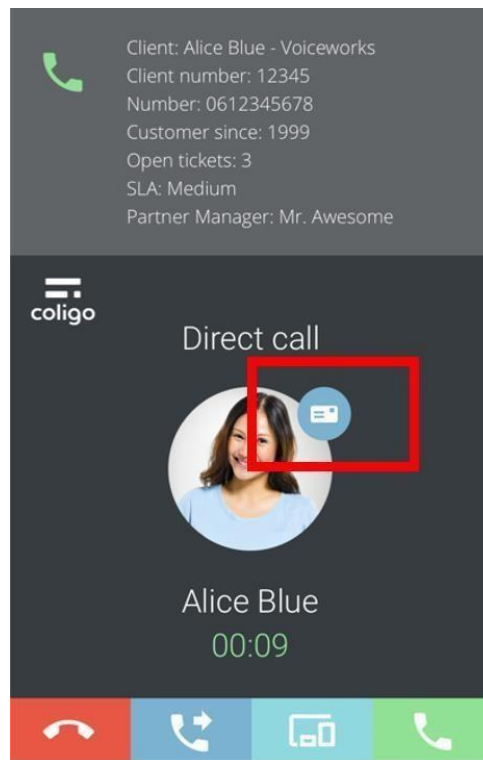 Client: Alice Blue - Voiceworks
Client number: 12345
Number: 0612345678
Customer since: 1999
Open tickets: 3
SLA: Medium
Partner Manager: Mr. Awesome
coligo
Direct call
Alice Blue
00:09